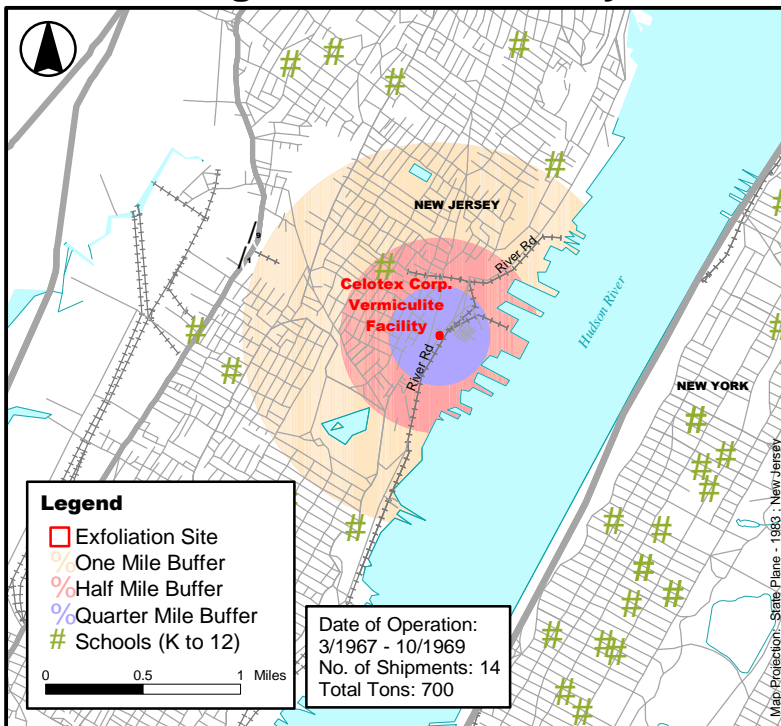 NEW JERSEY
9
1
River Rd
Celotex Corp.
Vermiculite
Facility
River Rd
Hudson River
NEW YORK
Legend
Exfoliation Site
% One Mile Buffer
% Half Mile Buffer
% Quarter Mile Buffer
# Schools (K to 12)
0 0.5 1 Miles
Date of Operation:
3/1967 - 10/1969
No. of Shipments: 14
Total Tons: 700
Map Projection: State Plane - 1983 ; New Jersey